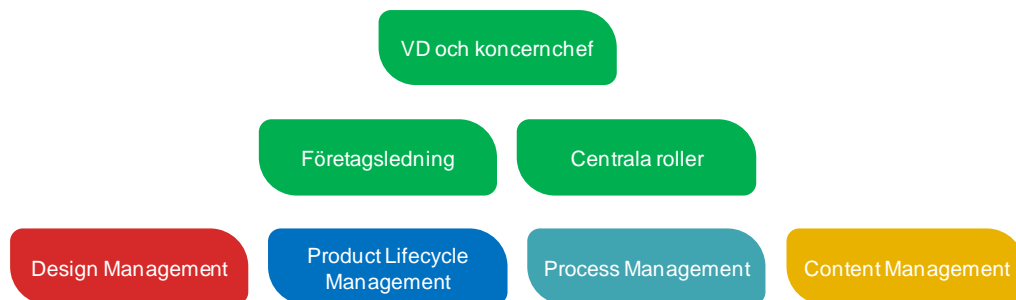 VD och koncernchef
Företagsledning
Centrala roller
Design Management
Product Lifecycle
Management
Process Management
Content Management